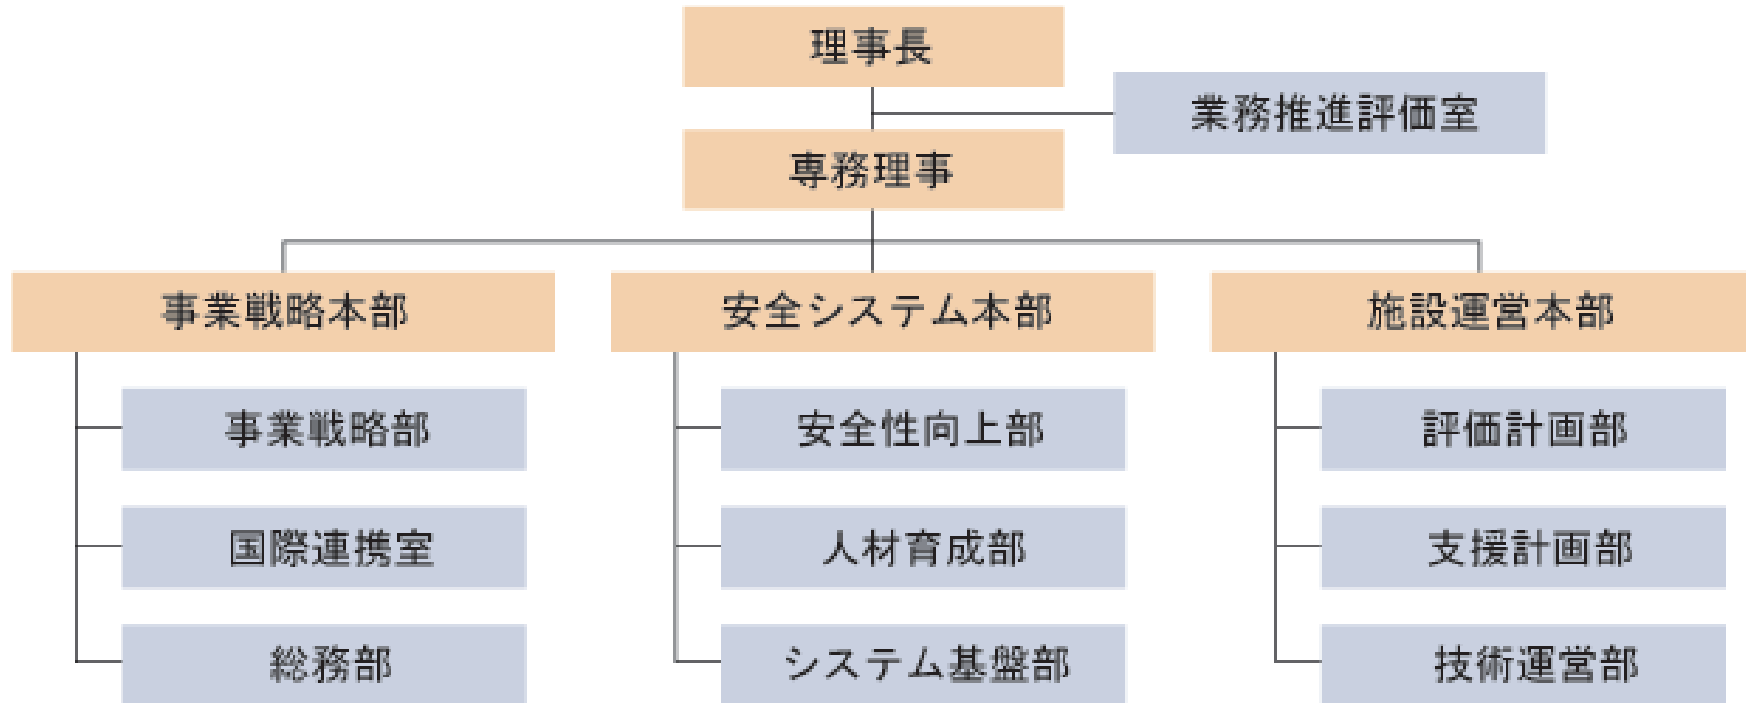 理事長
業務推進評価室
専務理事
事業戦略本部
事業戦略部
国際連携室
総務部
安全システム本部
安全性向上部
人材育成部
システム基盤部
施設運営本部
評価計画部
支援計画部
技術運営部